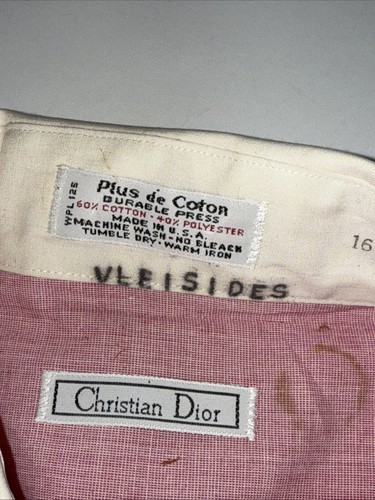 Plus de Coton
DURABLE PRESS
60% COTTON · 40% POLYESTER
MADE IN U.S.A.
MACHINE WASH · NO BLEACH
TUMBLE DRY · WARM IRON
WPL 125
16
VLEISIDES
Christian Dior